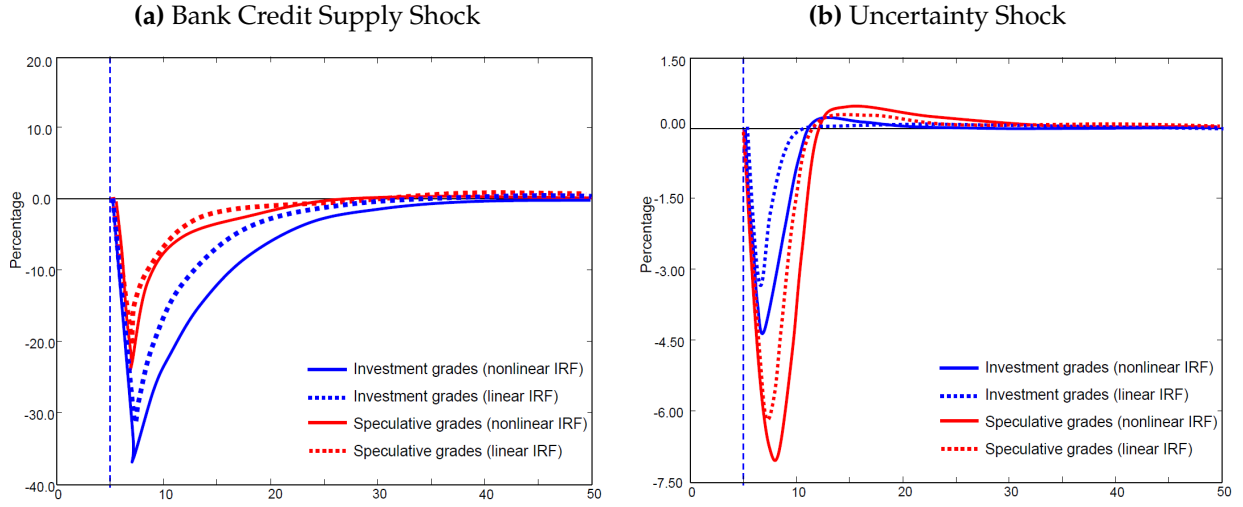 (a) Bank Credit Supply Shock
20.0
10.0
0.0
-10.0
-20.0
-30.0
-40.0
Percentage
0
10
20
30
40
50
Investment grades (nonlinear IRF)
Investment grades (linear IRF)
Speculative grades (nonlinear IRF)
Speculative grades (linear IRF)
(b) Uncertainty Shock
1.50
0.00
-1.50
-3.00
-4.50
-6.00
-7.50
Percentage
0
10
20
30
40
50
Investment grades (nonlinear IRF)
Investment grades (linear IRF)
Speculative grades (nonlinear IRF)
Speculative grades (linear IRF)